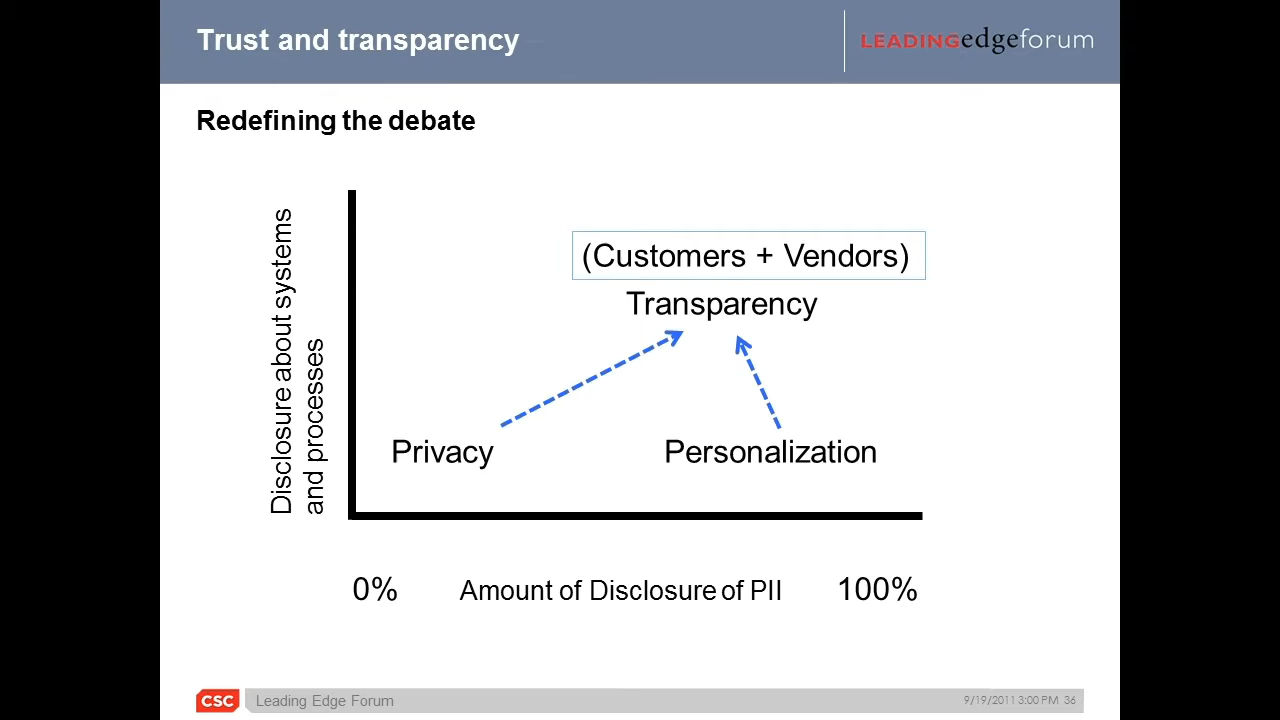 Trust and transparency
LEADINGedgeforum
Redefining the debate
Disclosure about systems
and processes
(Customers + Vendors)
Transparency
Privacy
Personalization
0%
Amount of Disclosure of PII
100%
CSC
Leading Edge Forum
9/19/2011 3:00 PM 36